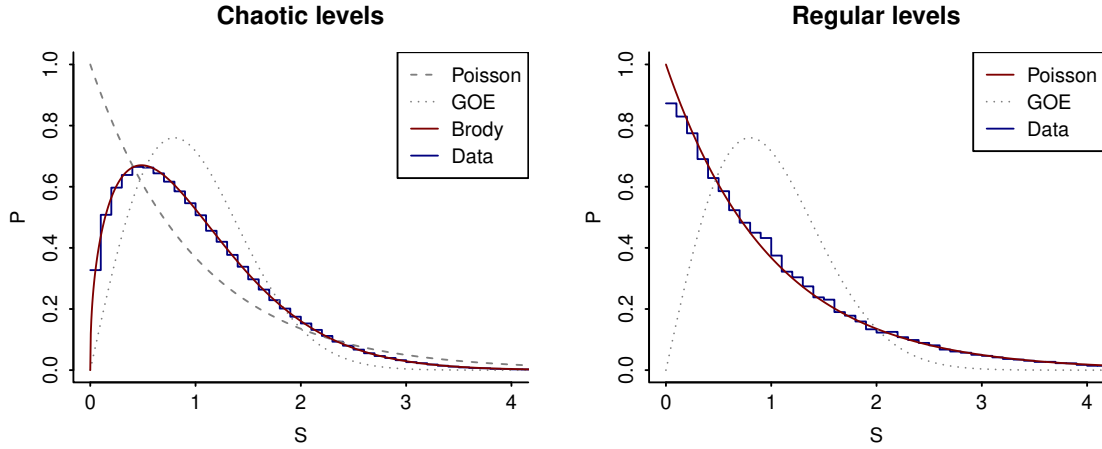 Chaotic levels
P
1.0
0.8
0.6
0.4
0.2
0.0
0 1 2 3 4
S
Poisson
GOE
Brody
Data
Regular levels
P
1.0
0.8
0.6
0.4
0.2
0.0
0 1 2 3 4
S
Poisson
GOE
Data